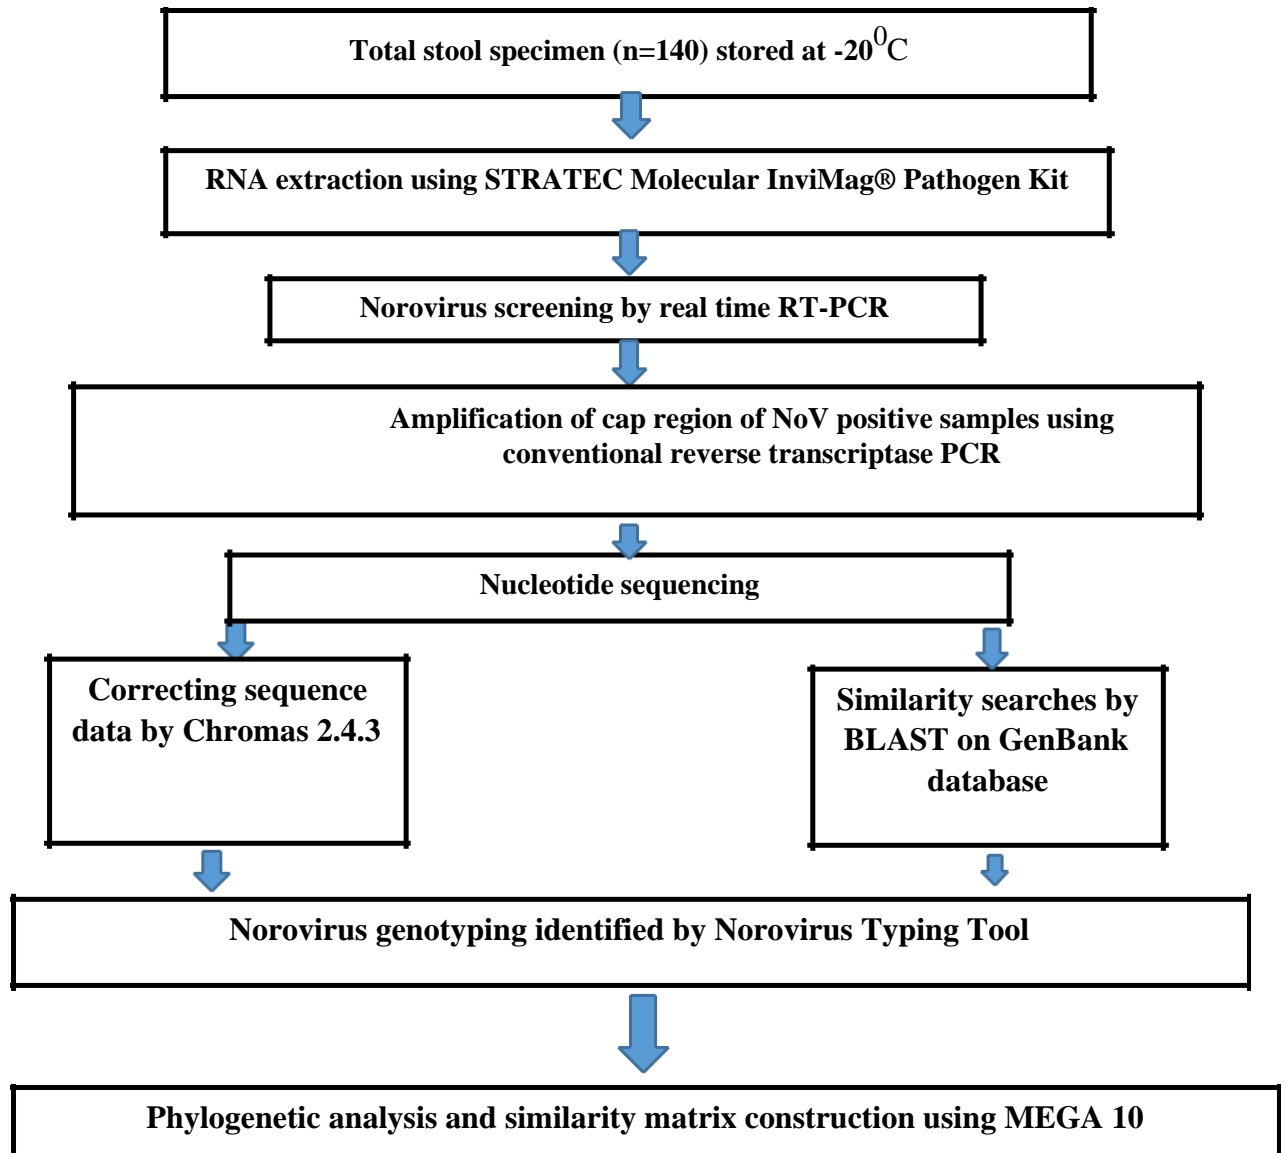 Total stool specimen (n=140) stored at -20⁰C
RNA extraction using STRATEC Molecular InviMag® Pathogen Kit
Norovirus screening by real time RT-PCR
Amplification of cap region of NoV positive samples using
conventional reverse transcriptase PCR
Nucleotide sequencing
Correcting sequence
data by Chromas 2.4.3
Similarity searches by
BLAST on GenBank
database
Norovirus genotyping identified by Norovirus Typing Tool
Phylogenetic analysis and similarity matrix construction using MEGA 10